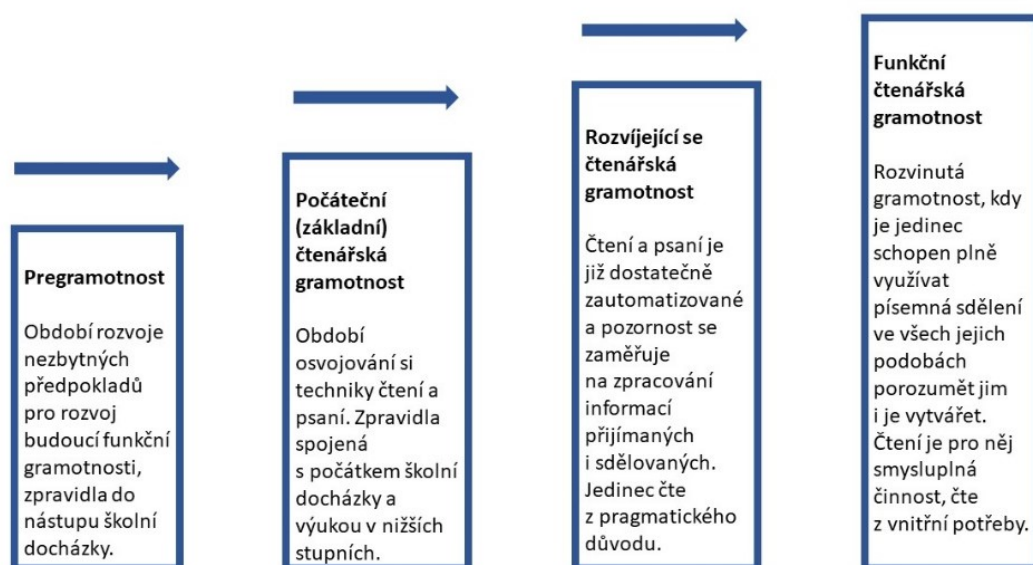 Pregramotnost
Období rozvoje
nezbytných
předpokladů
pro rozvoj
budoucí funkční
gramotnosti,
zpravidla do
nástupu školní
docházky.
Počáteční
(základní)
čtenářská
gramotnost
Období
osvojování si
techniky čtení a
psaní. Zpravidla
spojená
s počátkem školní
docházky a
výukou v nižších
stupních.
Rozvíjející se
čtenářská
gramotnost
Čtení a psaní je
již dostatečně
zautomatizované
a pozornost se
zaměřuje
na zpracování
informací
přijímaných
i sdělovaných.
Jedinec čte
z pragmatického
důvodu.
Funkční
čtenářská
gramotnost
Rozvinutá
gramotnost, kdy
je jedinec
schopen plně
využívat
písemná sdělení
ve všech jejich
podobách
porozumět jim
i je vytvářet.
Čtení je pro něj
smysluplná
činnost, čte
z vnitřní potřeby.